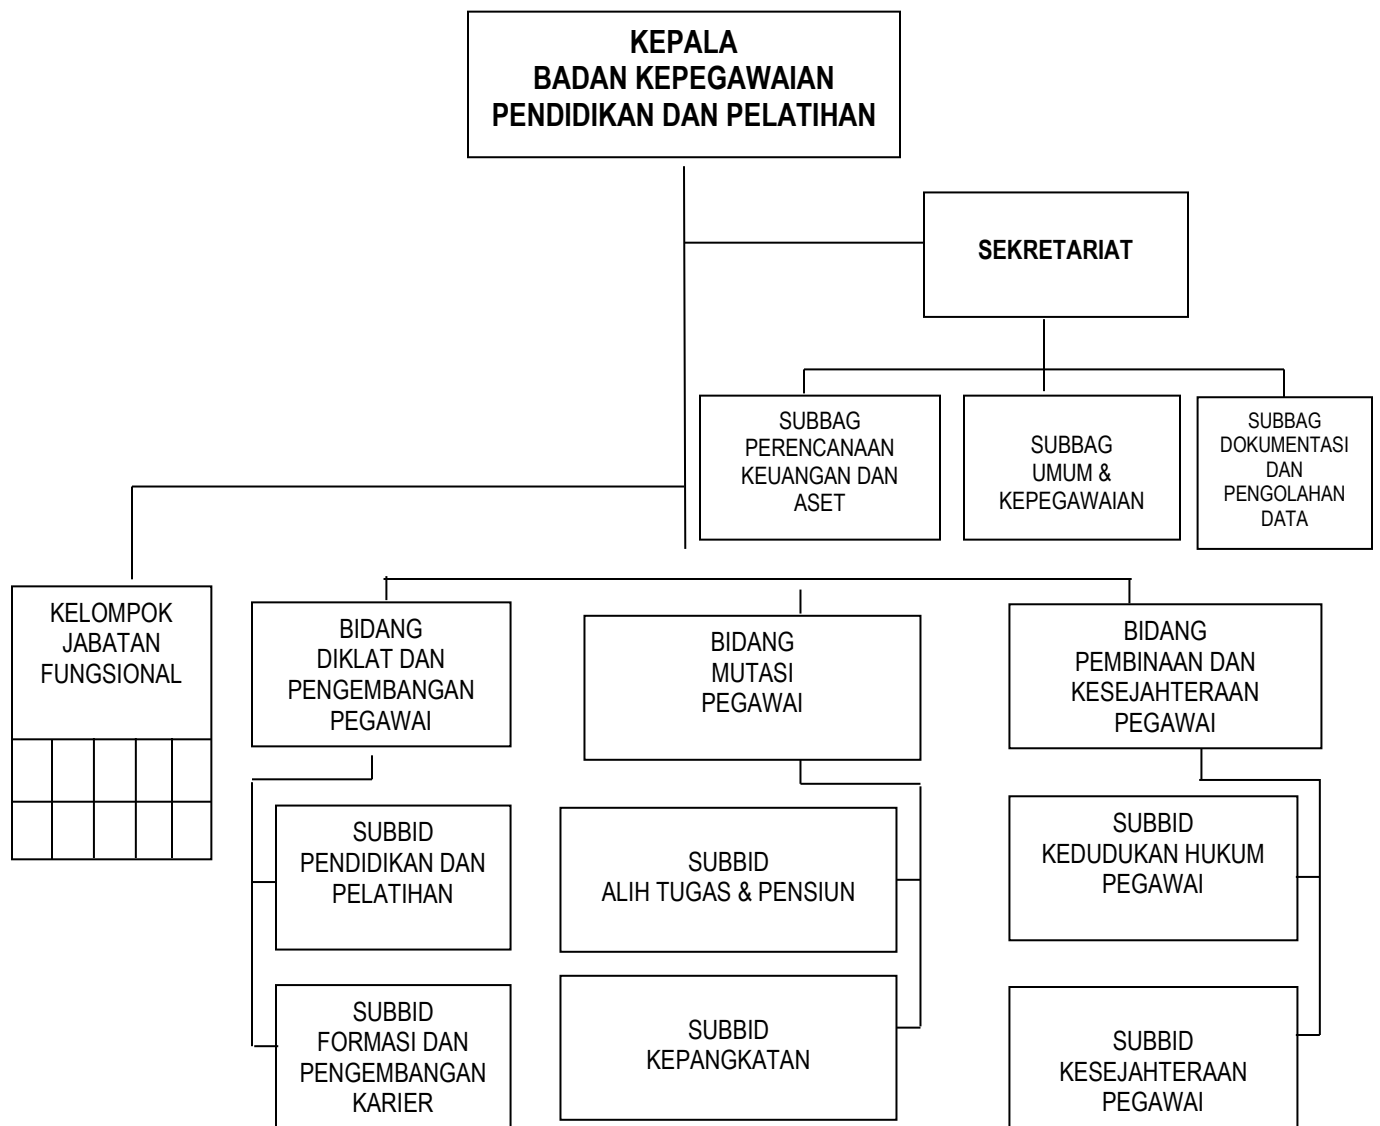 KEPALA
BADAN KEPEGAWAIAN
PENDIDIKAN DAN PELATIHAN
SEKRETARIAT
SUBBAG
PERENCANAAN
KEUANGAN DAN
ASET
SUBBAG
UMUM &
KEPEGAWAIAN
SUBBAG
DOKUMENTASI
DAN
PENGOLAHAN
DATA
KELOMPOK
JABATAN
FUNGSIONAL
BIDANG
DIKLAT DAN
PENGEMBANGAN
PEGAWAI
BIDANG
MUTASI
PEGAWAI
BIDANG
PEMBINAAN DAN
KESEJAHTERAAN
PEGAWAI
SUBBID
PENDIDIKAN DAN
PELATIHAN
SUBBID
ALIH TUGAS & PENSIUN
SUBBID
KEDUDUKAN HUKUM
PEGAWAI
SUBBID
FORMASI DAN
PENGEMBANGAN
KARIER
SUBBID
KEPANGKATAN
SUBBID
KESEJAHTERAAN
PEGAWAI